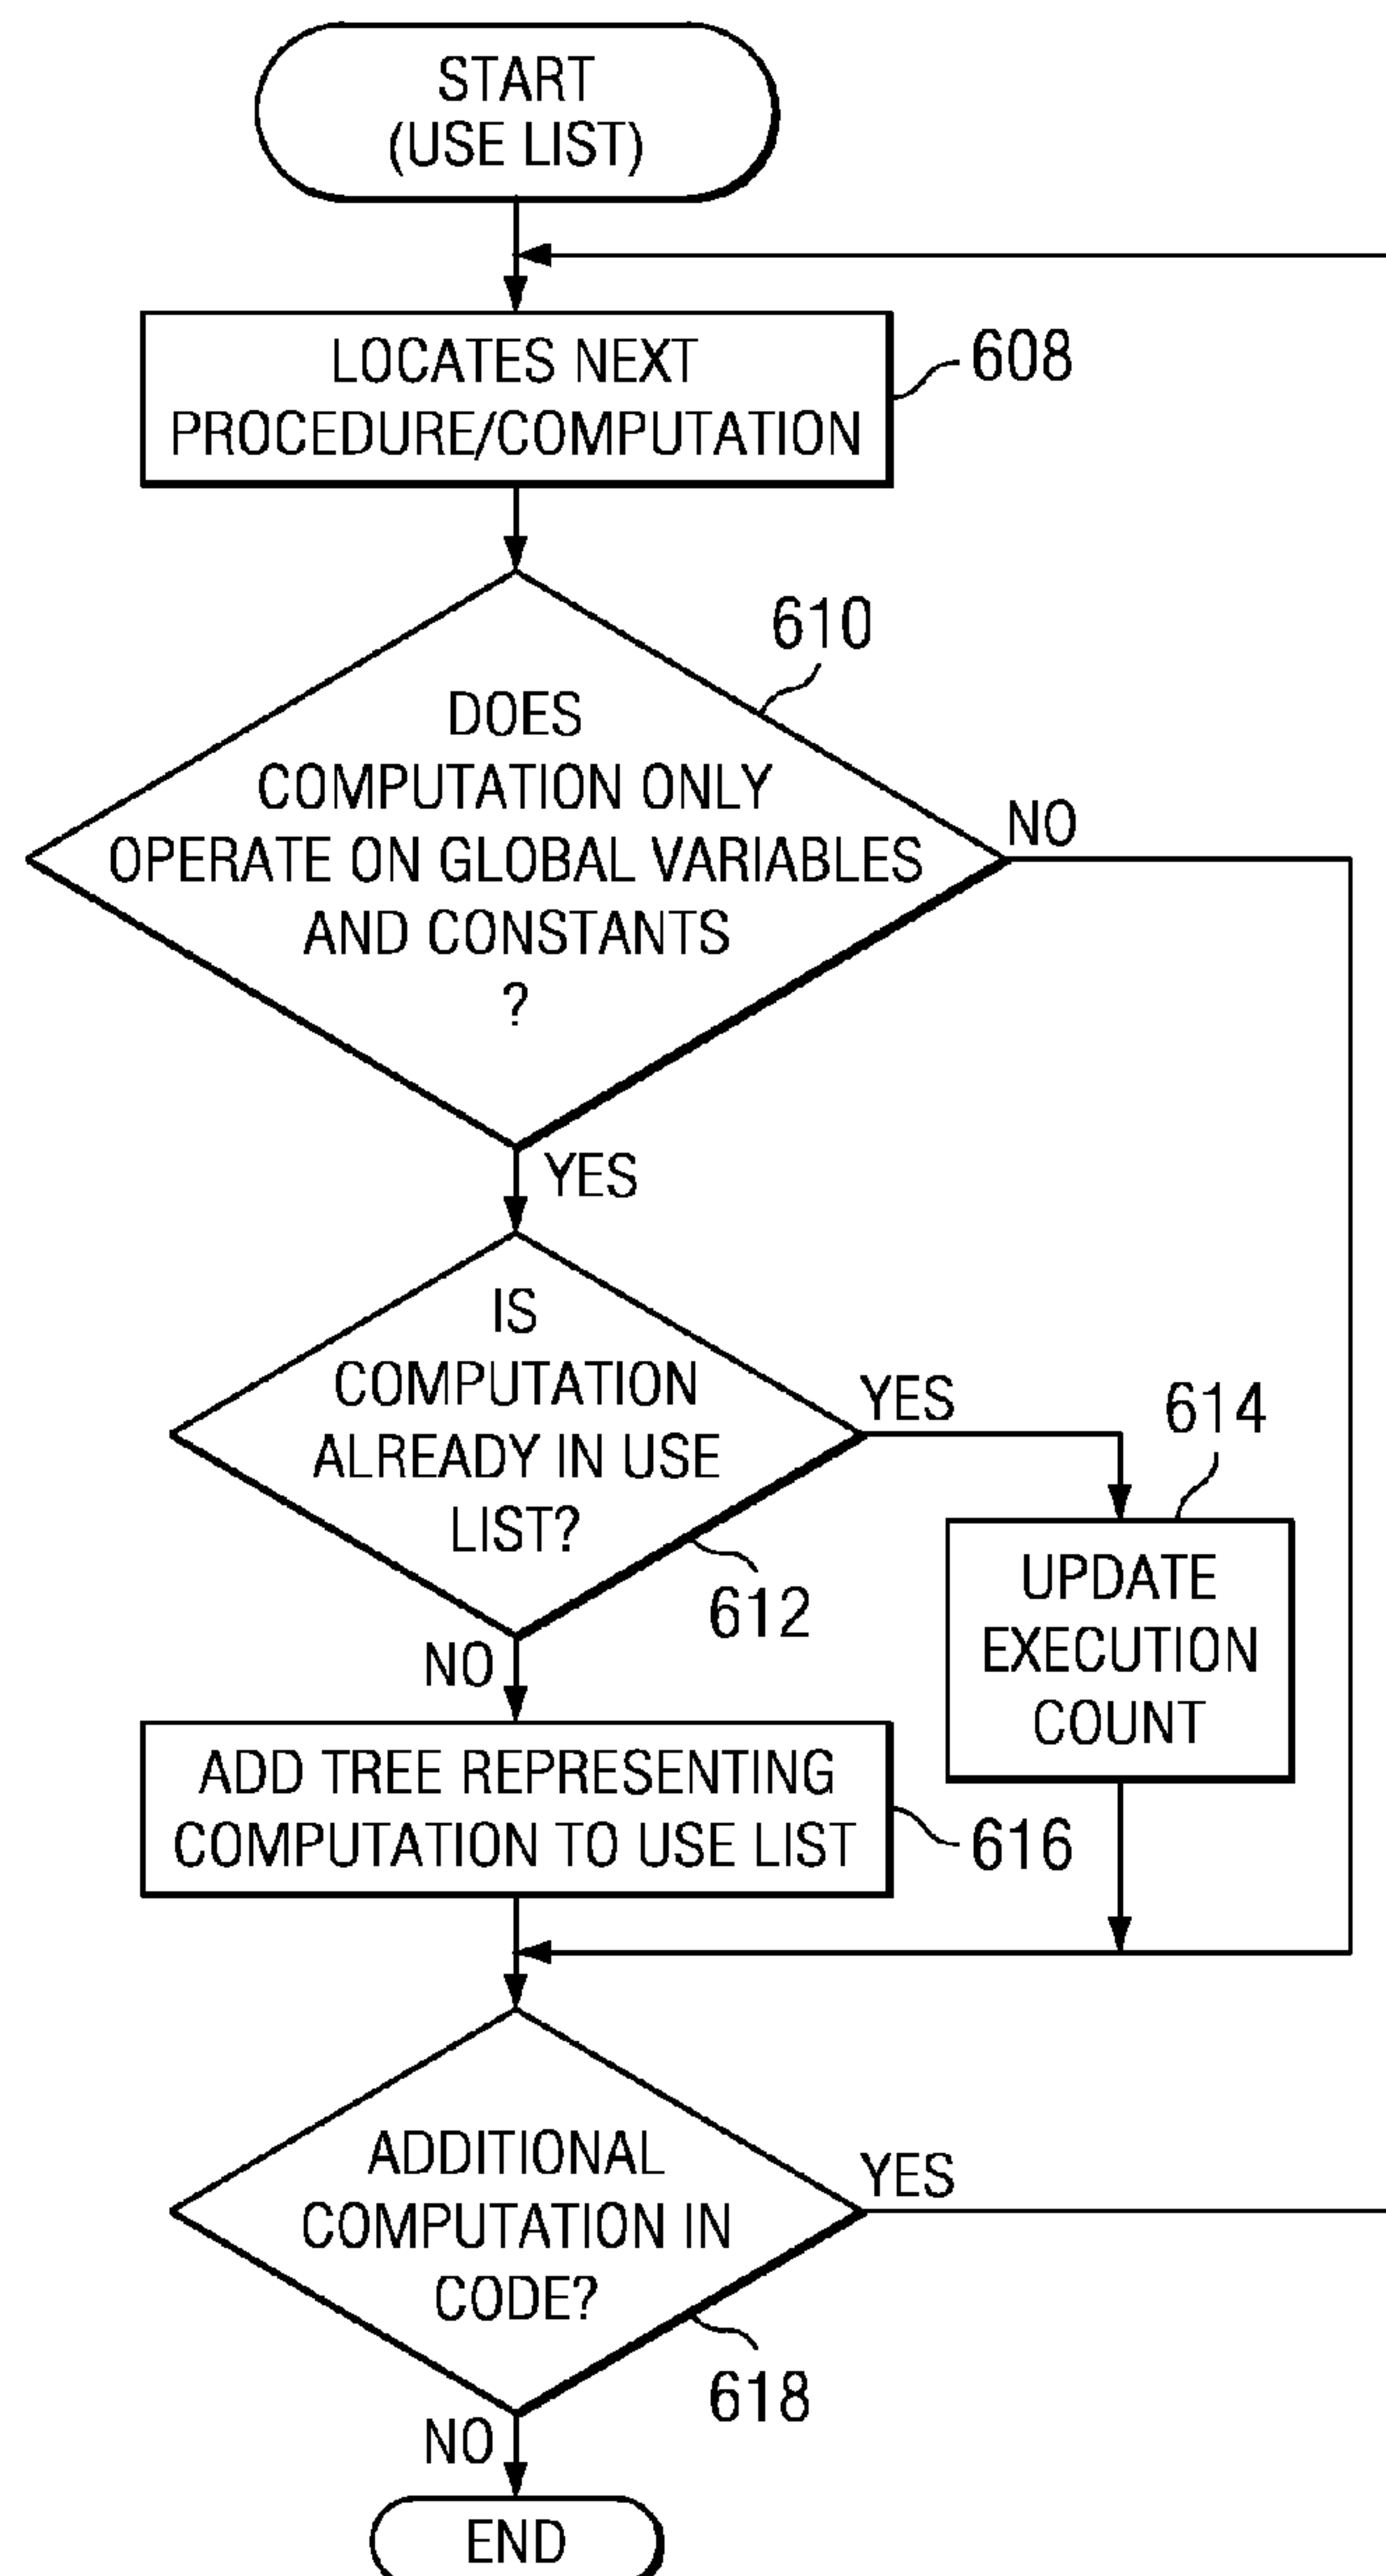 START
(USE LIST)
LOCATES NEXT
PROCEDURE/COMPUTATION
608
610
DOES
COMPUTATION ONLY
OPERATE ON GLOBAL VARIABLES
AND CONSTANTS
?
NO
YES
IS
COMPUTATION
ALREADY IN USE
LIST?
YES
612
614
UPDATE
EXECUTION
COUNT
NO
ADD TREE REPRESENTING
COMPUTATION TO USE LIST
616
ADDITIONAL
COMPUTATION IN
CODE?
YES
618
NO
END